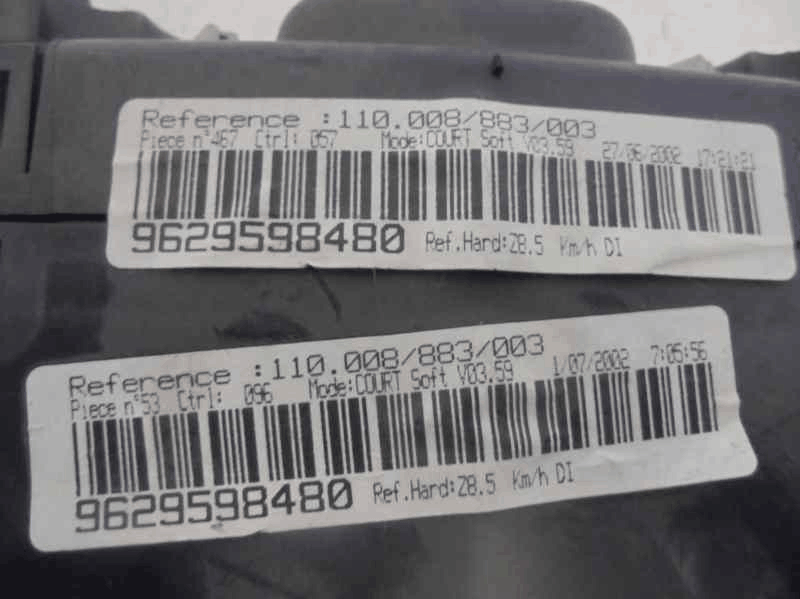 Reference :110.008/883/003
Piece n°467 Ctrl: 057 Mode:COURT Soft V03.59 27/06/2002 17:21:21
9629598480 Ref.Hard:Z8.5 Km/h DI
Reference :110.008/883/003
Piece n°53 Ctrl: 096 Mode:COURT Soft V03.59 1/07/2002 7:05:56
9629598480 Ref.Hard:Z8.5 Km/h DI